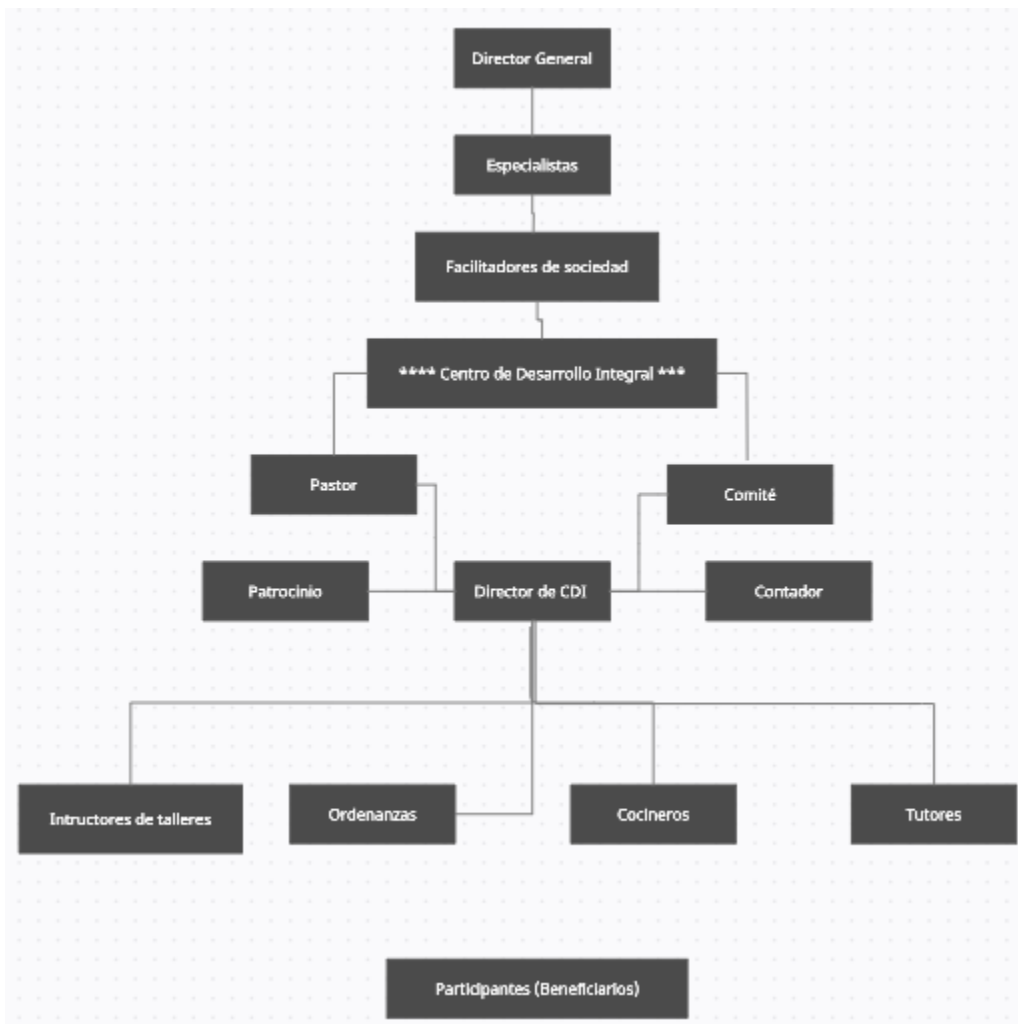 Director General
Especialistas
Facilitadores de sociedad
**** Centro de Desarrollo Integral ***
Pastor
Comité
Patrocinio
Director de CDI
Contador
Intructores de talleres
Ordenanzas
Cocineros
Tutores
Participantes (Beneficiarios)